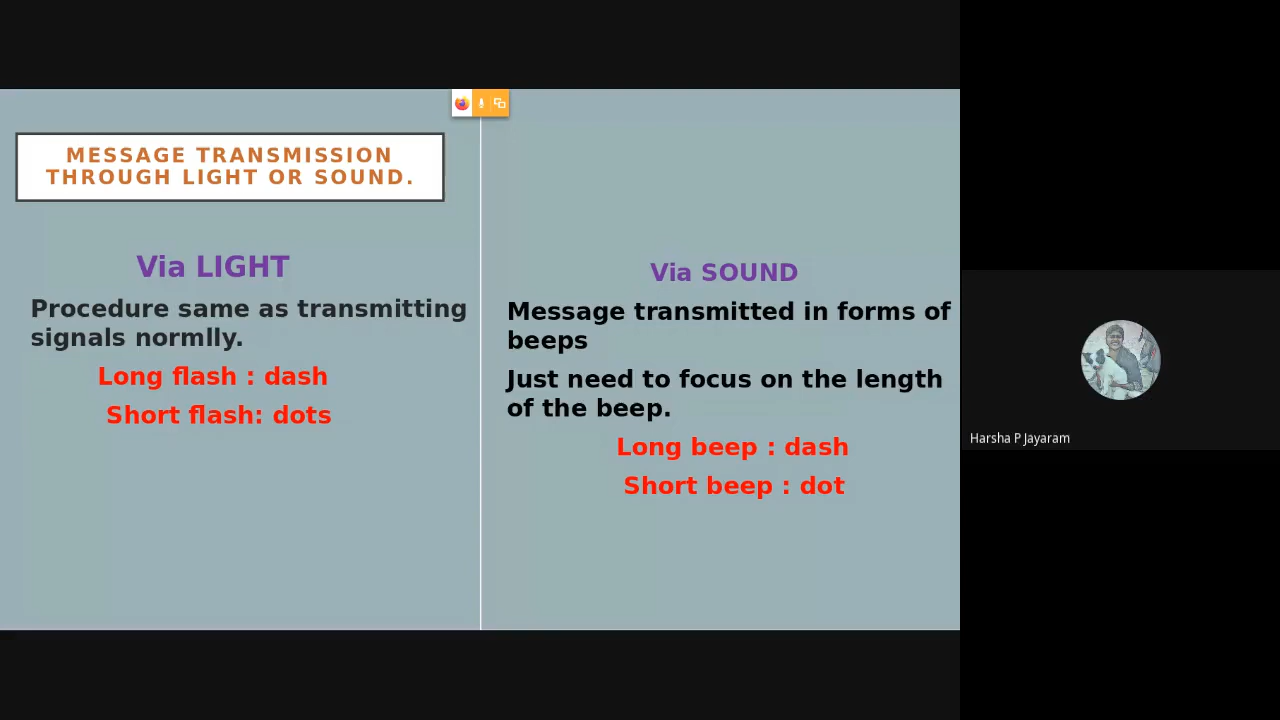 MESSAGE TRANSMISSION
THROUGH LIGHT OR SOUND.
Via LIGHT
Procedure same as transmitting
signals normlly.
Long flash : dash
Short flash: dots
Via SOUND
Message transmitted in forms of
beeps
Just need to focus on the length
of the beep.
Long beep : dash
Short beep : dot
Harsha P Jayaram